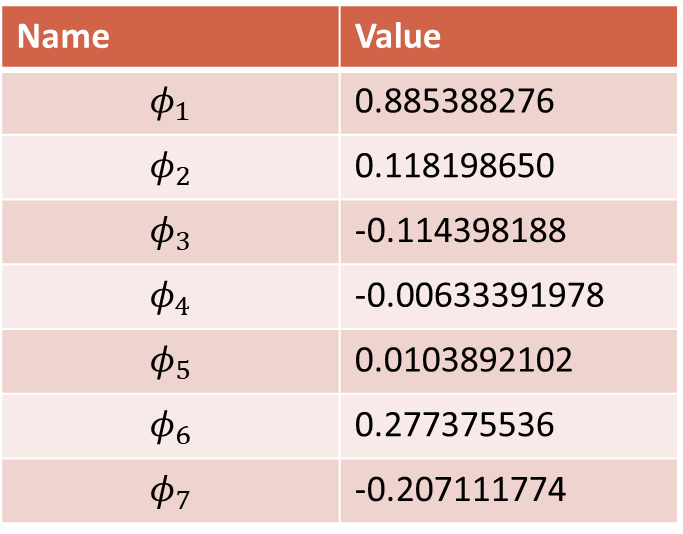 Name Value
ϕ₁ 0.885388276
ϕ₂ 0.118198650
ϕ₃ -0.114398188
ϕ₄ -0.00633391978
ϕ₅ 0.0103892102
ϕ₆ 0.277375536
ϕ₇ -0.207111774